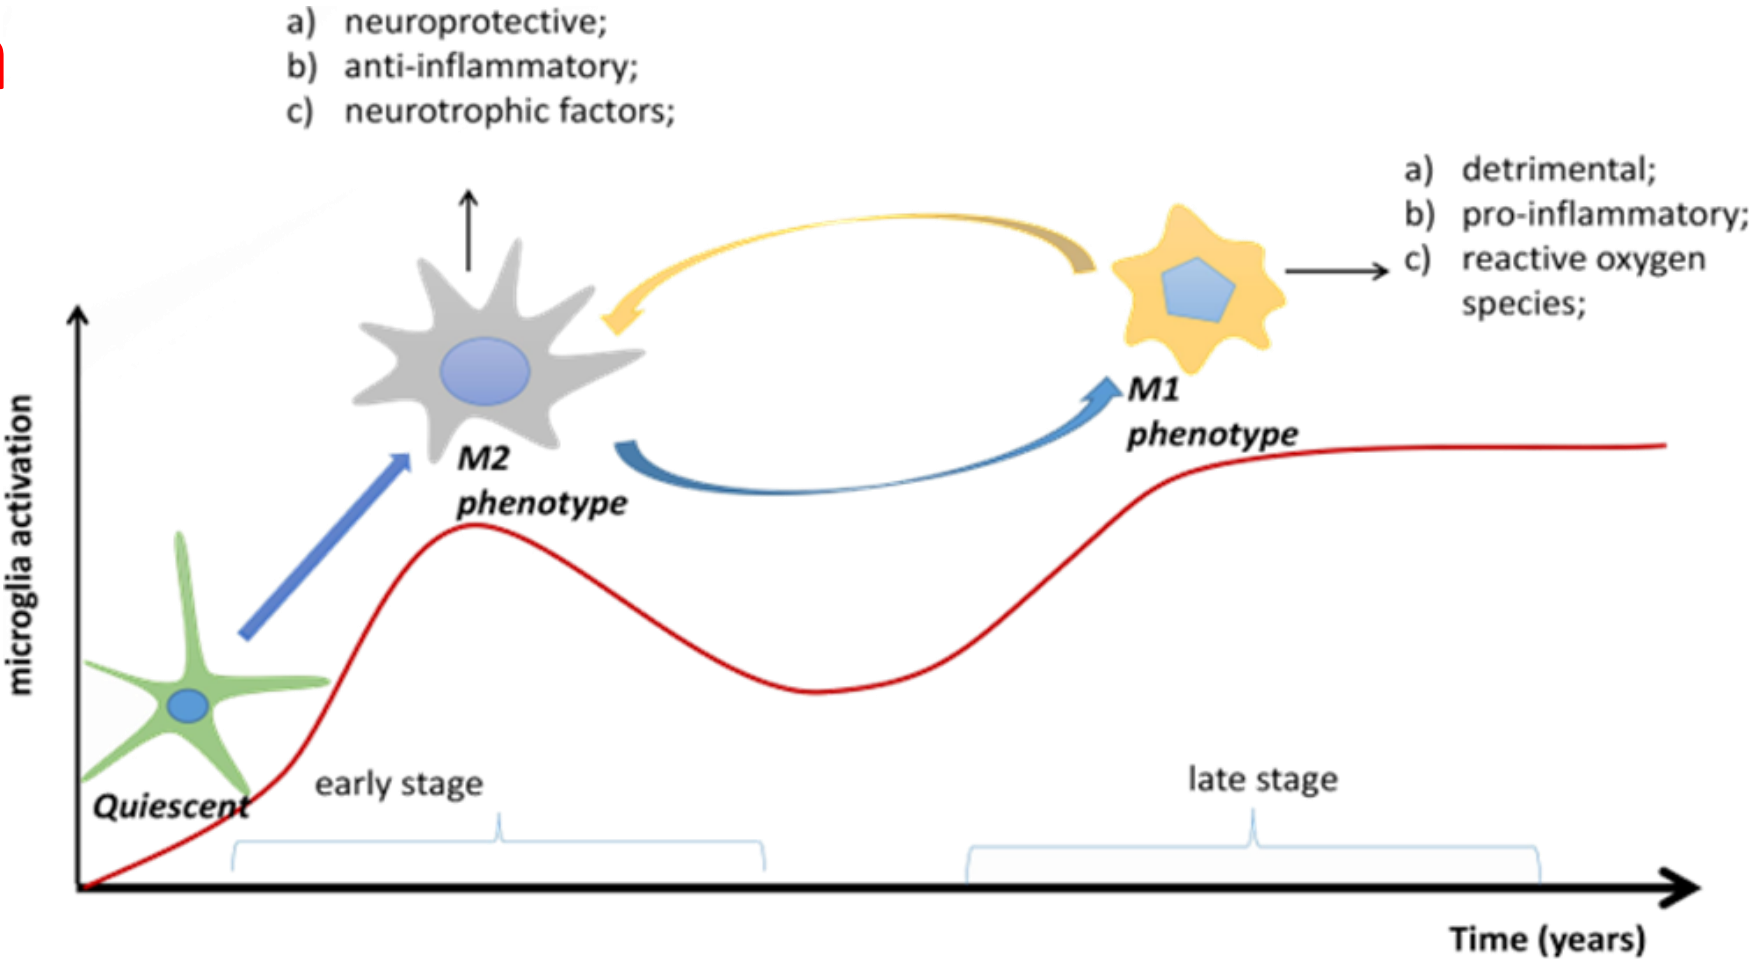 a) neuroprotective;
b) anti-inflammatory;
c) neurotrophic factors;
a) detrimental;
b) pro-inflammatory;
c) reactive oxygen
species;
M1
phenotype
M2
phenotype
microglia activation
Quiescent
early stage
late stage
Time (years)